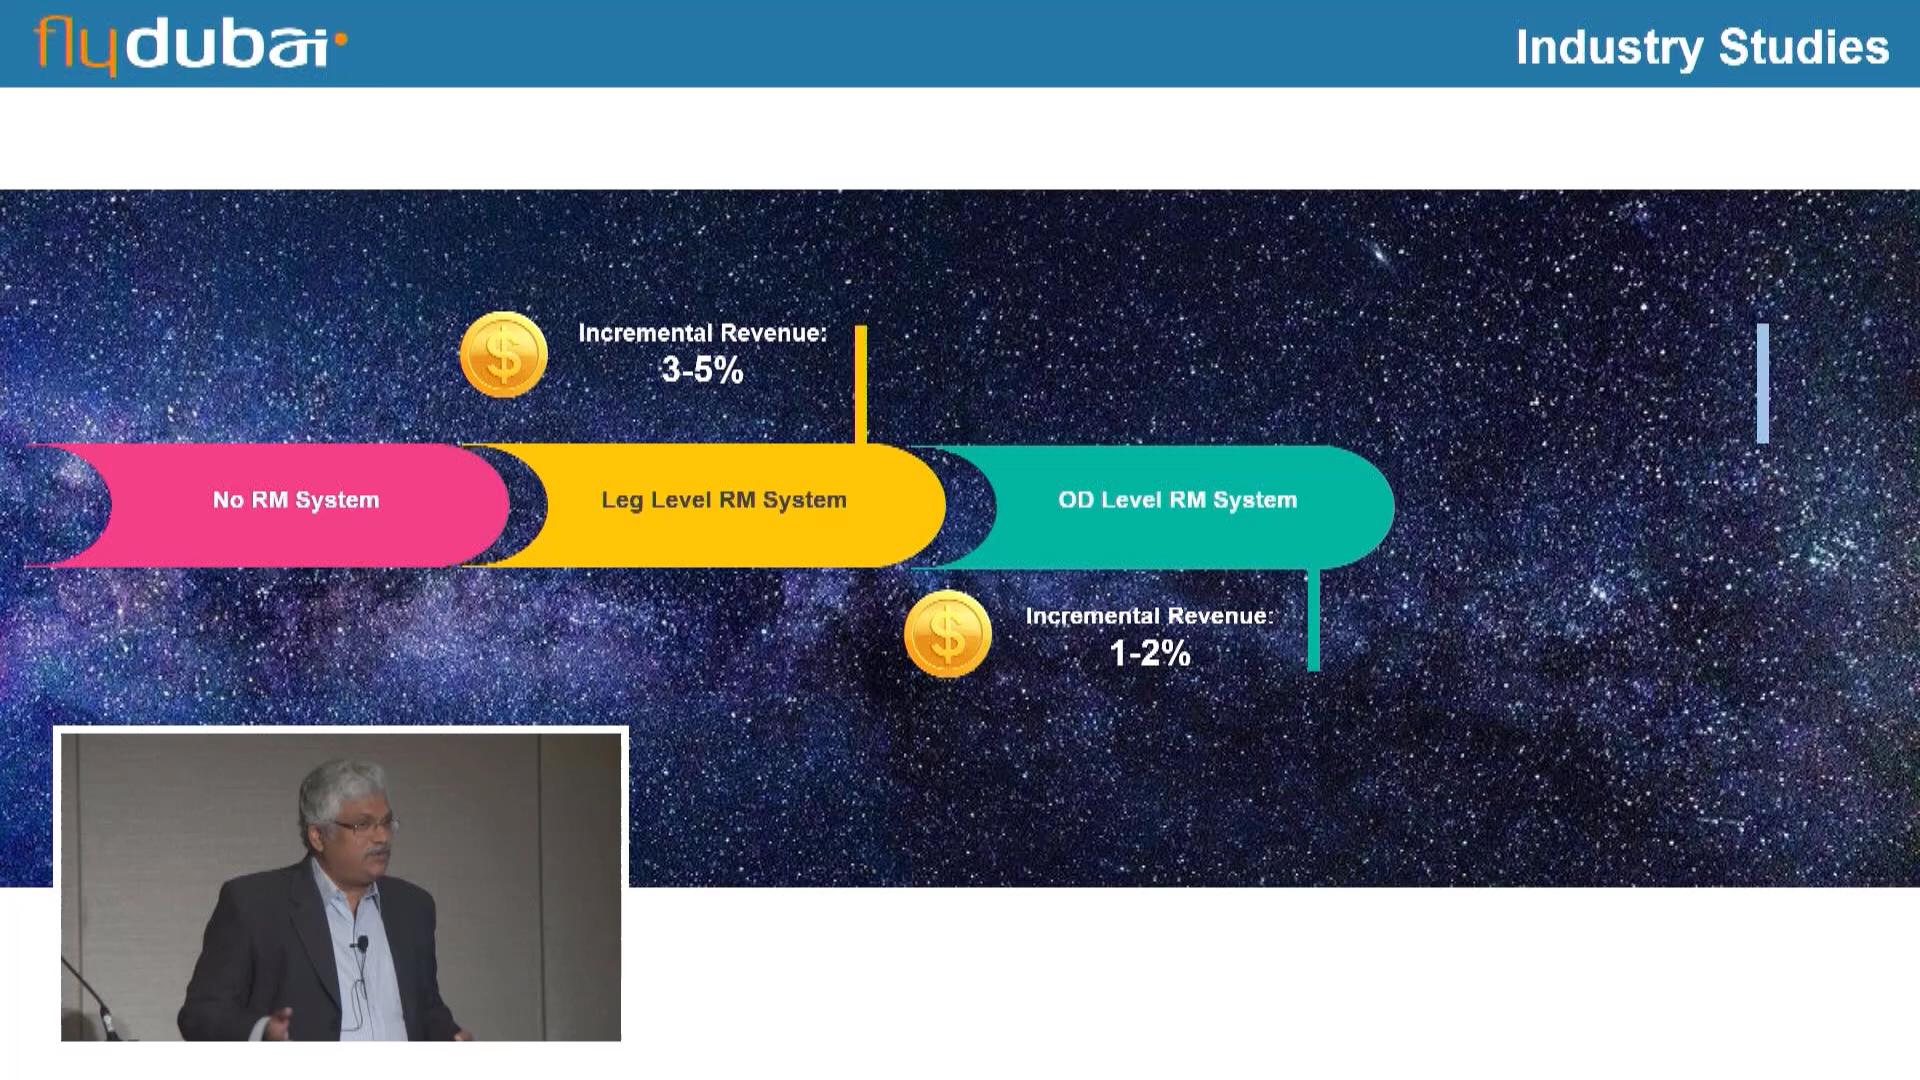 flydubai
Industry Studies
Incremental Revenue:
3-5%
No RM System
Leg Level RM System
OD Level RM System
Incremental Revenue:
1-2%